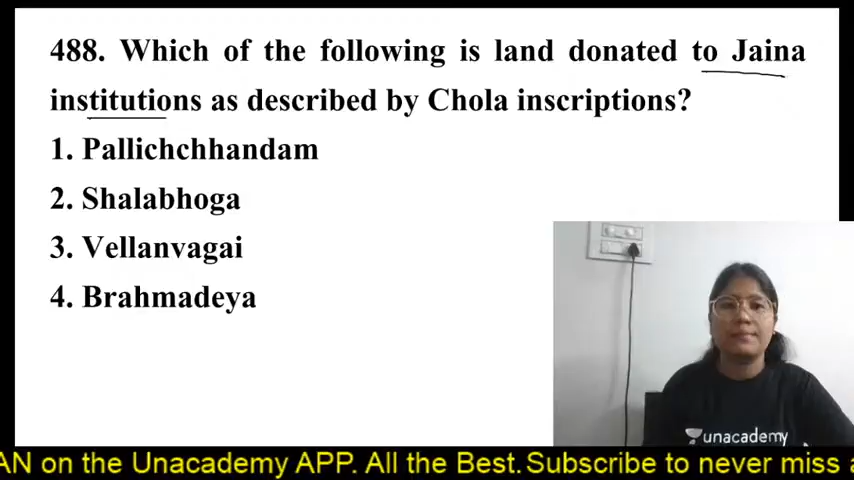 488. Which of the following is land donated to Jaina
institutions as described by Chola inscriptions?
1. Pallichchhandam
2. Shalabhoga
3. Vellanvagai
4. Brahmadeya
unacademy
AN on the Unacademy APP. All the Best. Subscribe to never miss a